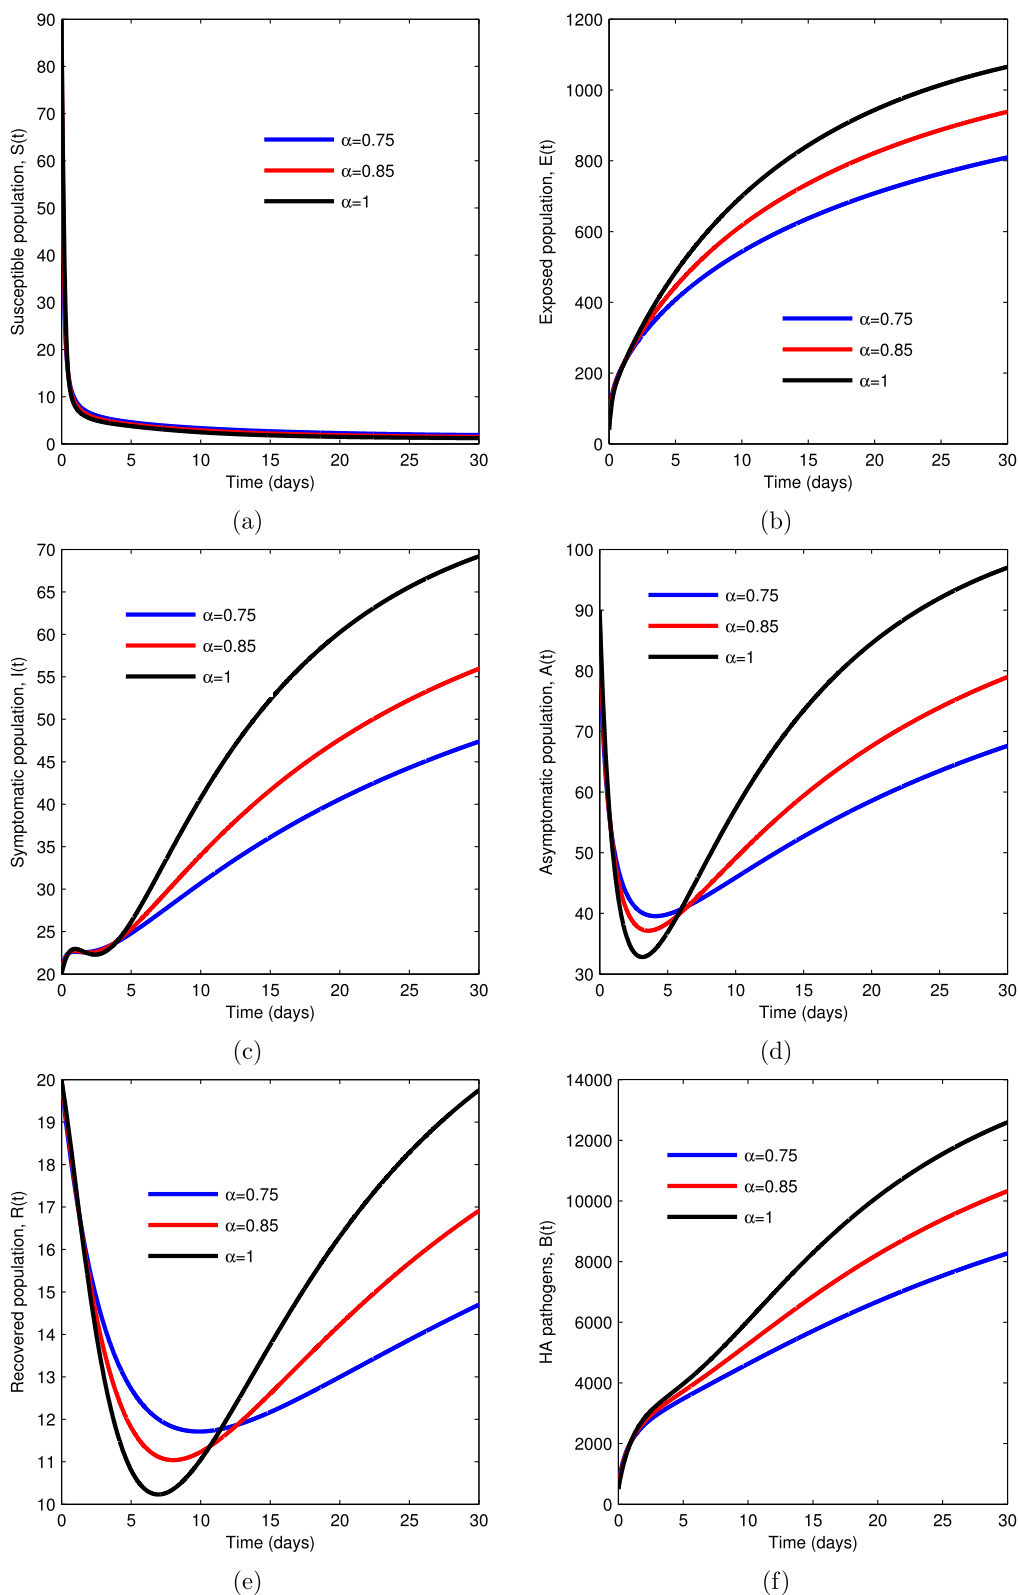 90
80
70
60
50
40
30
20
10
0
Susceptible population, S(t)
α=0.75
α=0.85
α=1
0 5 10 15 20 25 30
Time (days)
(a)
1200
1000
800
600
400
200
0
Exposed population, E(t)
α=0.75
α=0.85
α=1
0 5 10 15 20 25 30
Time (days)
(b)
70
65
60
55
50
45
40
35
30
25
20
Symptomatic population, I(t)
α=0.75
α=0.85
α=1
0 5 10 15 20 25 30
Time (days)
(c)
100
90
80
70
60
50
40
30
Asymptomatic population, A(t)
α=0.75
α=0.85
α=1
0 5 10 15 20 25 30
Time (days)
(d)
20
19
18
17
16
15
14
13
12
11
10
Recovered population, R(t)
α=0.75
α=0.85
α=1
0 5 10 15 20 25 30
Time (days)
(e)
14000
12000
10000
8000
6000
4000
2000
0
HA pathogens, B(t)
α=0.75
α=0.85
α=1
0 5 10 15 20 25 30
Time (days)
(f)